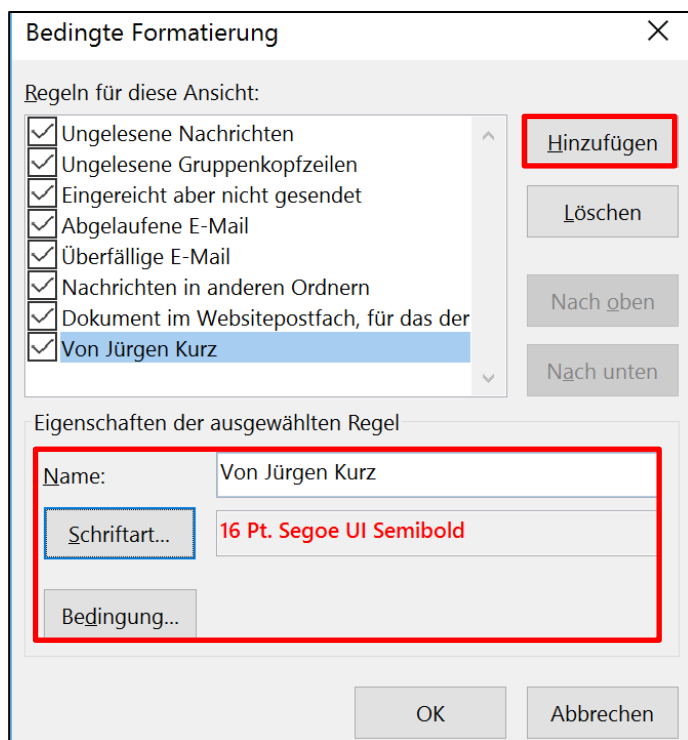 Bedingte Formatierung
Regeln für diese Ansicht:
Ungelesene Nachrichten
Ungelesene Gruppenkopfzeilen
Eingereicht aber nicht gesendet
Abgelaufene E-Mail
Überfällige E-Mail
Nachrichten in anderen Ordnern
Dokument im Websitepostfach, für das der
Von Jürgen Kurz
Hinzufügen
Löschen
Nach oben
Nach unten
Eigenschaften der ausgewählten Regel
Name:
Von Jürgen Kurz
Schriftart...
16 Pt. Segoe UI Semibold
Bedingung...
OK
Abbrechen